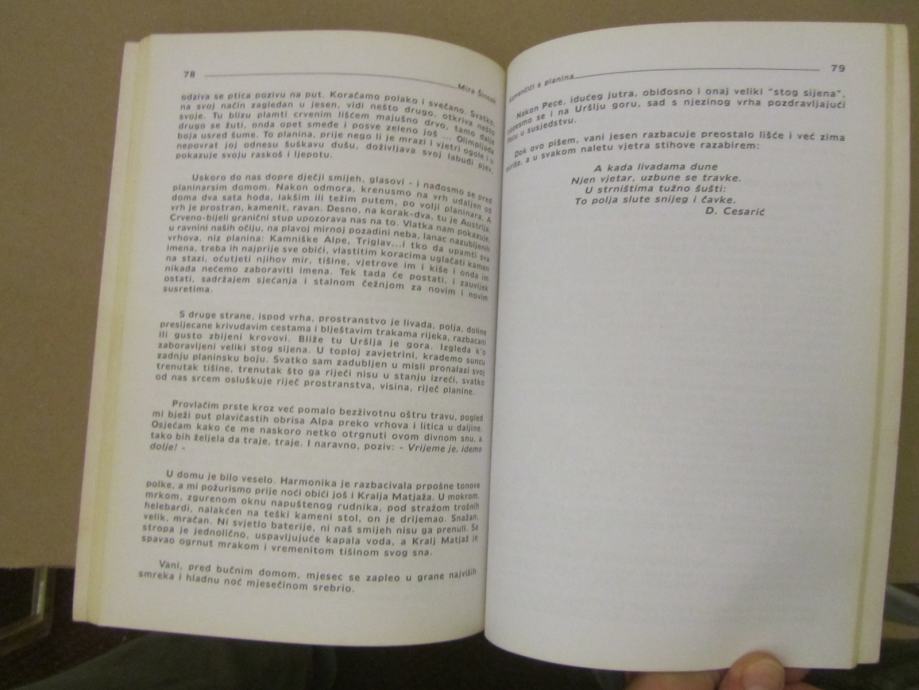 78
Mira Šincek
odziva se ptica pozivu na put. Koračamo polako i svečano. Svatko,
na svoj način zagledan u jesen, vidi nešto drugo, otkriva nešto
svoje. Tu blizu plamti crvenim lišćem majušno drvo, tamo dalje
drugo se žuti, onda opet smeđe i posve zeleno još ... Olimpijada
boja usred šume. To planina, prije nego li je mrazi i vjetri ogole i u
nepovrat joj odnesu šuškavu dušu, doživljava svoj labuđi pjev,
pokazuje svoju raskoš i ljepotu.
Uskoro do nas dopre dječji smijeh, glasovi - i nađosmo se pred
planinarsim domom. Nakon odmora, krenusmo na vrh udaljen od
doma dva sata hoda, lakšim ili težim putem, po volji planinara. A
vrh je prostran, kamenit, ravan. Desno, na korak-dva, tu je Austrija.
Crveno-bijeli granični stup upozorava nas na to. Vlatka nam pokazuje,
u ravnini naših očiju, na plavoj mirnoj pozadini neba, lanac nazubljenih
vrhova, niz planina: Kamniške Alpe, Triglav...i tko da upamti sva
imena, treba ih najprije sve obići, vlastitim koracima uglačati kamen
na stazi, oćutjeti njihov mir, tišine, vjetrove im i kiše i onda im
nikada nećemo zaboraviti imena. Tek tada će postati, i zauvijek
ostati, sadržajem sjećanja i stalnom čežnjom za novim i novim
susretima.
S druge strane, ispod vrha, prostranstvo je livada, polja, doline
presijecane krivudavim cestama i blještavim trakama rijeka, razbacani
ili gusto zbijeni krovovi. Bliže tu Uršlja je gora. Izgleda k'o
zaboravljeni veliki stog sijena. U toploj zavjetrini, krademo suncu
zadnju planinsku boju. Svatko sam zadubljen u misli pronalazi svoj
trenutak tišine, trenutak što ga riječi nisu u stanju izreći, svatko
od nas srcem osluškuje riječ prostranstva, visina, riječ planine.
Provlačim prste kroz već pomalo bezživotnu oštru travu, pogled
mi bježi put plavičastih obrisa Alpa preko vrhova i litica u daljine.
Osjećam kako će me naskoro netko otrgnuti ovom divnom snu, a
tako bih željela da traje, traje. I naravno, poziv: - Vrijeme je, idemo
dolje! -
U domu je bilo veselo. Harmonika je razbacivala prpošne tonove
polke, a mi požurismo prije noći obići još i Kralja Matjaža. U mokrom,
mrkom, zgurenom oknu napuštenog rudnika, pod stražom trošnih
helebardi, nalakćen na teški kameni stol, on je drijemao. Snažan,
velik, mračan. Ni svjetlo baterije, ni naš smijeh nisu ga prenuli. Sa
stropa je jednolično, uspavljujuće kapala voda, a Kralj Matjaž je
spavao ogrnut mrakom i vremenitom tišinom svog sna.
Vani, pred bučnim domom, mjesec se zapleo u grane najviših
smreka i hladnu noć mjesečinom srebrio.
s planina
79
Nakon Pece, idućeg jutra, obiđosno i onaj veliki "stog sijena",
se i na Uršlju goru, sad s njezinog vrha pozdravljajući
u susjedstvu.
Dok ovo pišem, vani jesen razbacuje preostalo lišće i već zima
a u svakom naletu vjetra stihove razabirem:
A kada livadama dune
Njen vjetar, uzbune se travke.
U strništima tužno šušti:
To polja slute snijeg i čavke.
D. Cesarić